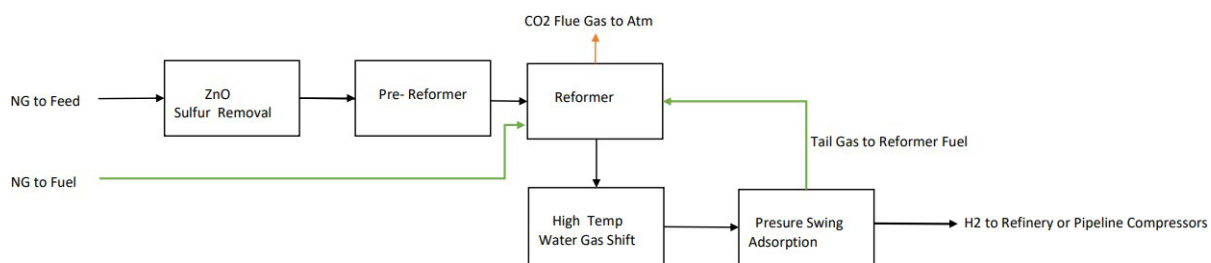 CO2 Flue Gas to Atm
NG to Feed
ZnO
Sulfur Removal
Pre- Reformer
Reformer
Tail Gas to Reformer Fuel
NG to Fuel
High Temp
Water Gas Shift
Presure Swing
Adsorption
H2 to Refinery or Pipeline Compressors